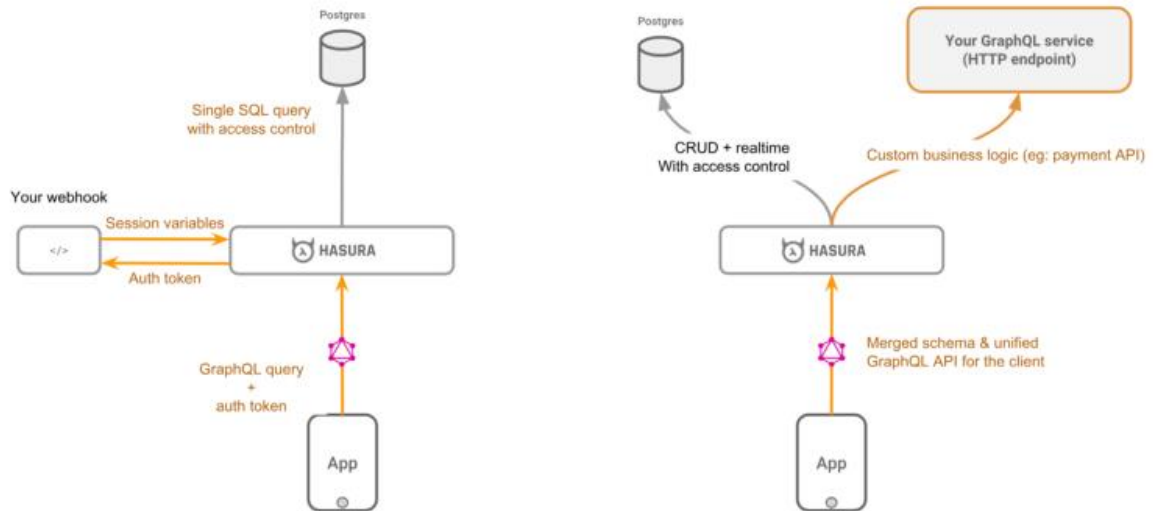 Postgres
Single SQL query
with access control
Your webhook
Session variables
</>
Auth token
HASURA
GraphQL query
+
auth token
App
Postgres
Your GraphQL service
(HTTP endpoint)
CRUD + realtime
With access control
Custom business logic (eg: payment API)
HASURA
Merged schema & unified
GraphQL API for the client
App